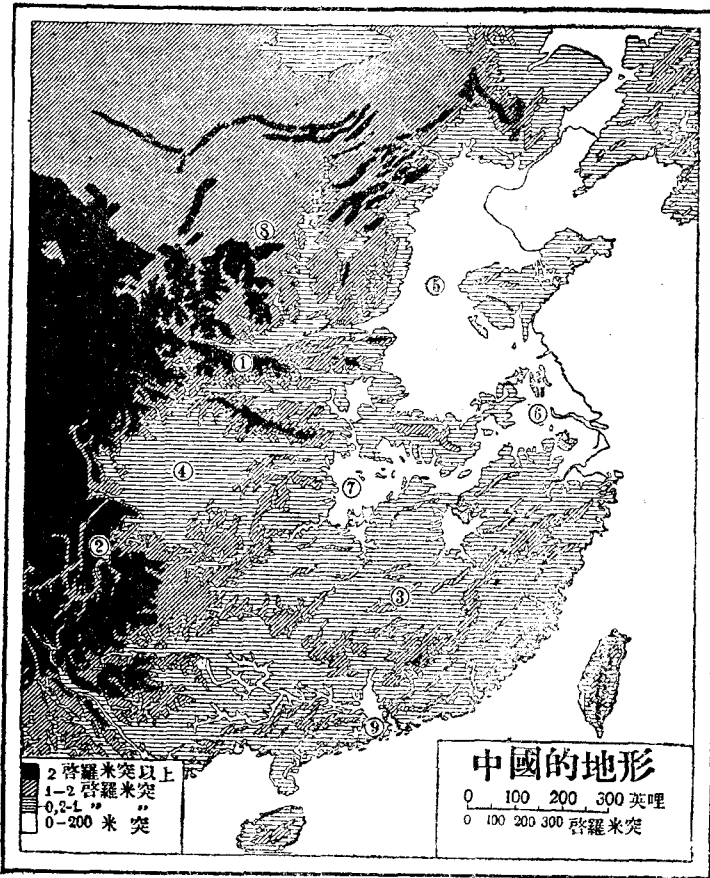 ⑧
⑤
①
⑥
④
⑦
②
③
⑨
2 啓羅米突以上
1-2 啓羅米突
0,2-1 〃 〃
0-200 米 突
中國的地形
0 100 200 300 英哩
0 100 200 300 啓羅米突